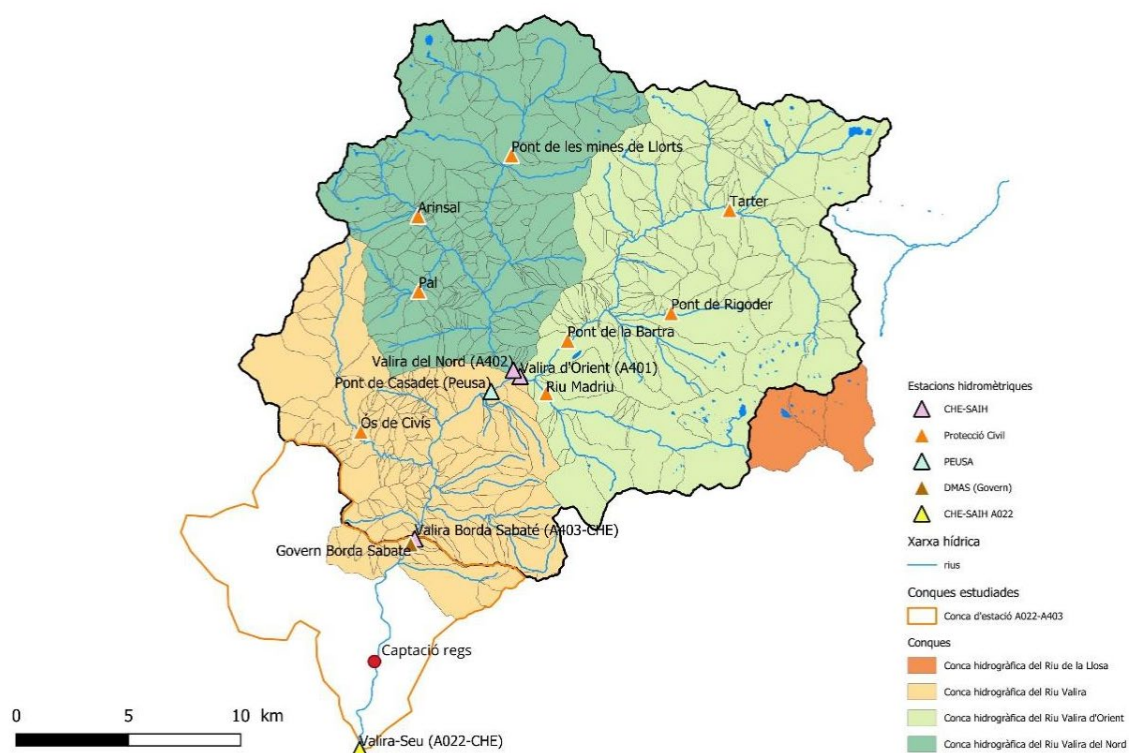 Pont de les mines de Llorts
Arinsal
Tarter
Pal
Pont de Rigoder
Pont de la Bartra
Valira del Nord (A402)
Valira d'Orient (A401)
Pont de Casadet (Peusa)
Riu Madriu
Ós de Civís
Valira Borda Sabaté (A403-CHE)
Govern Borda Sabate
Captació regs
Valira-Seu (A022-CHE)
0 5 10 km
Estacions hidromètriques
CHE-SAIH
Protecció Civil
PEUSA
DMAS (Govern)
CHE-SAIH A022
Xarxa hídrica
rius
Conques estudiades
Conca d'estació A022-A403
Conques
Conca hidrogràfica del Riu de la Llosa
Conca hidrogràfica del Riu Valira
Conca hidrogràfica del Riu Valira d'Orient
Conca hidrogràfica del Riu Valira del Nord